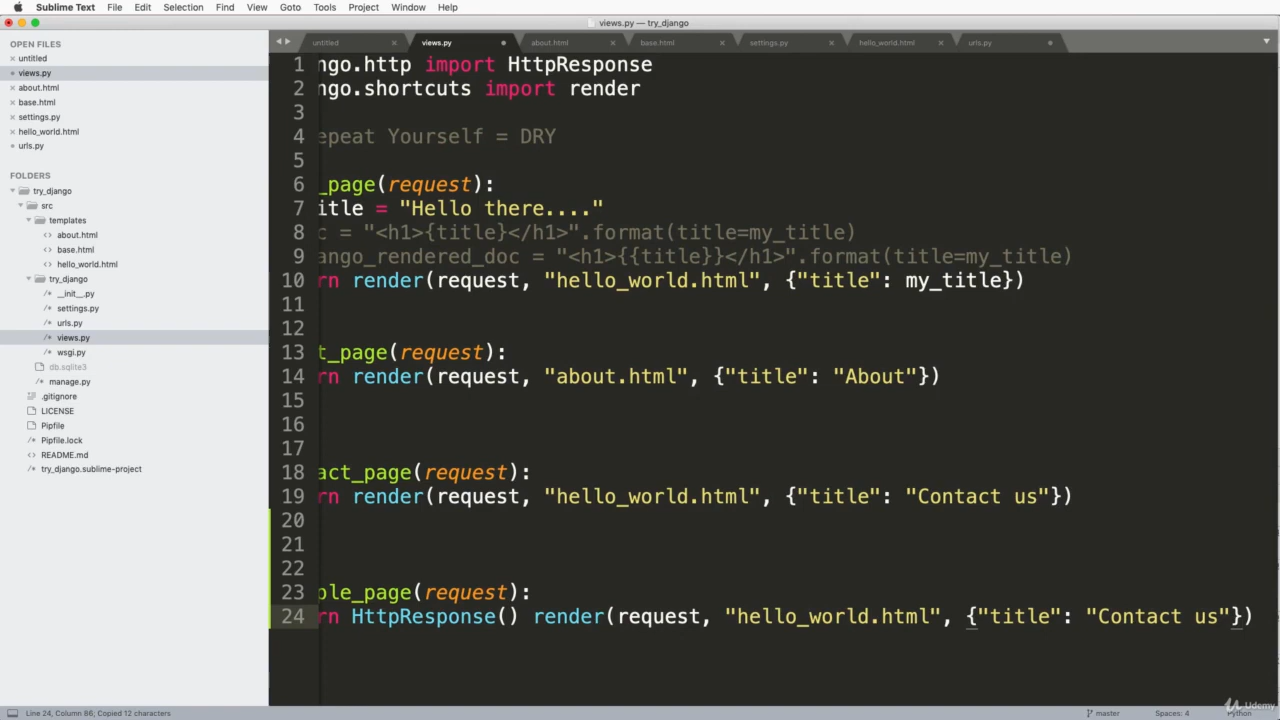 Sublime Text File Edit Selection Find View Goto Tools Project Window Help
views.py — try_django
OPEN FILES
untitled
views.py
about.html
base.html
settings.py
hello_world.html
urls.py
FOLDERS
try_django
src
templates
about.html
base.html
hello_world.html
try_django
__init__.py
settings.py
urls.py
views.py
wsgi.py
db.sqlite3
manage.py
.gitignore
LICENSE
Pipfile
Pipfile.lock
README.md
try_django.sublime-project
untitled views.py about.html base.html settings.py hello_world.html urls.py
1 ngo.http import HttpResponse
2 ngo.shortcuts import render
3
4 epeat Yourself = DRY
5
6 _page(request):
7 itle = "Hello there...."
8 c = "<h1>{title}</h1>".format(title=my_title)
9 ango_rendered_doc = "<h1>{{title}}</h1>".format(title=my_title)
10 rn render(request, "hello_world.html", {"title": my_title})
11
12
13 t_page(request):
14 rn render(request, "about.html", {"title": "About"})
15
16
17
18 act_page(request):
19 rn render(request, "hello_world.html", {"title": "Contact us"})
20
21
22
23 ple_page(request):
24 rn HttpResponse() render(request, "hello_world.html", {"title": "Contact us"})
Line 24, Column 86; Copied 12 characters
master Spaces: 4 Python
Udemy